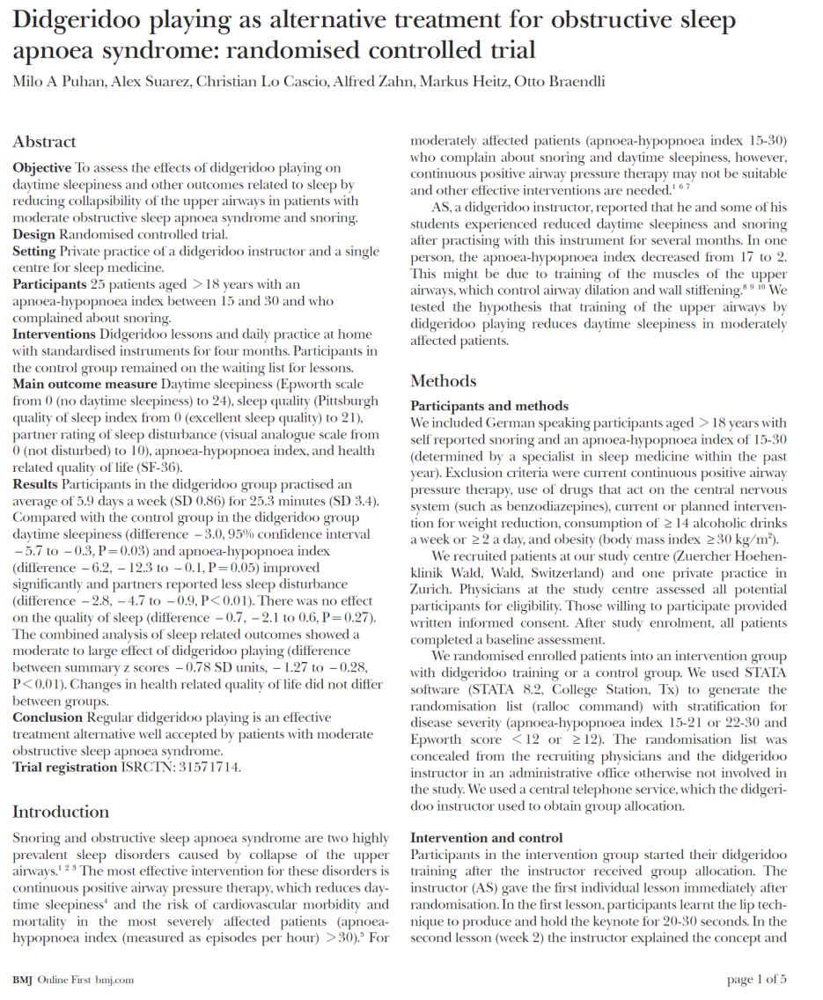 Didgeridoo playing as alternative treatment for obstructive sleep
apnoea syndrome: randomised controlled trial
Milo A Puhan, Alex Suarez, Christian Lo Cascio, Alfred Zahn, Markus Heitz, Otto Braendli
Abstract
Objective To assess the effects of didgeridoo playing on
daytime sleepiness and other outcomes related to sleep by
reducing collapsibility of the upper airways in patients with
moderate obstructive sleep apnoea syndrome and snoring.
Design Randomised controlled trial.
Setting Private practice of a didgeridoo instructor and a single
centre for sleep medicine.
Participants 25 patients aged > 18 years with an
apnoea-hypopnoea index between 15 and 30 and who
complained about snoring.
Interventions Didgeridoo lessons and daily practice at home
with standardised instruments for four months. Participants in
the control group remained on the waiting list for lessons.
Main outcome measure Daytime sleepiness (Epworth scale
from 0 (no daytime sleepiness) to 24), sleep quality (Pittsburgh
quality of sleep index from 0 (excellent sleep quality) to 21),
partner rating of sleep disturbance (visual analogue scale from
0 (not disturbed) to 10), apnoea-hypopnoea index, and health
related quality of life (SF-36).
Results Participants in the didgeridoo group practised an
average of 5.9 days a week (SD 0.86) for 25.3 minutes (SD 3.4).
Compared with the control group in the didgeridoo group
daytime sleepiness (difference − 3.0, 95% confidence interval
− 5.7 to − 0.3, P = 0.03) and apnoea-hypopnoea index
(difference − 6.2, − 12.3 to − 0.1, P = 0.05) improved
significantly and partners reported less sleep disturbance
(difference − 2.8, − 4.7 to − 0.9, P < 0.01). There was no effect
on the quality of sleep (difference − 0.7, − 2.1 to 0.6, P = 0.27).
The combined analysis of sleep related outcomes showed a
moderate to large effect of didgeridoo playing (difference
between summary z scores − 0.78 SD units, − 1.27 to − 0.28,
P < 0.01). Changes in health related quality of life did not differ
between groups.
Conclusion Regular didgeridoo playing is an effective
treatment alternative well accepted by patients with moderate
obstructive sleep apnoea syndrome.
Trial registration ISRCTN: 31571714.
Introduction
Snoring and obstructive sleep apnoea syndrome are two highly
prevalent sleep disorders caused by collapse of the upper
airways.¹ ² ³ The most effective intervention for these disorders is
continuous positive airway pressure therapy, which reduces day-
time sleepiness⁴ and the risk of cardiovascular morbidity and
mortality in the most severely affected patients (apnoea-
hypopnoea index (measured as episodes per hour) > 30).⁵ For
moderately affected patients (apnoea-hypopnoea index 15-30)
who complain about snoring and daytime sleepiness, however,
continuous positive airway pressure therapy may not be suitable
and other effective interventions are needed.¹ ⁶ ⁷
AS, a didgeridoo instructor, reported that he and some of his
students experienced reduced daytime sleepiness and snoring
after practising with this instrument for several months. In one
person, the apnoea-hypopnoea index decreased from 17 to 2.
This might be due to training of the muscles of the upper
airways, which control airway dilation and wall stiffening.⁸ ⁹ ¹⁰ We
tested the hypothesis that training of the upper airways by
didgeridoo playing reduces daytime sleepiness in moderately
affected patients.
Methods
Participants and methods
We included German speaking participants aged > 18 years with
self reported snoring and an apnoea-hypopnoea index of 15-30
(determined by a specialist in sleep medicine within the past
year). Exclusion criteria were current continuous positive airway
pressure therapy, use of drugs that act on the central nervous
system (such as benzodiazepines), current or planned interven-
tion for weight reduction, consumption of ≥ 14 alcoholic drinks
a week or ≥ 2 a day, and obesity (body mass index ≥ 30 kg/m²).
We recruited patients at our study centre (Zuercher Hoehen-
klinik Wald, Wald, Switzerland) and one private practice in
Zurich. Physicians at the study centre assessed all potential
participants for eligibility. Those willing to participate provided
written informed consent. After study enrolment, all patients
completed a baseline assessment.
We randomised enrolled patients into an intervention group
with didgeridoo training or a control group. We used STATA
software (STATA 8.2, College Station, Tx) to generate the
randomisation list (ralloc command) with stratification for
disease severity (apnoea-hypopnoea index 15-21 or 22-30 and
Epworth score < 12 or ≥ 12). The randomisation list was
concealed from the recruiting physicians and the didgeridoo
instructor in an administrative office otherwise not involved in
the study. We used a central telephone service, which the didgeri-
doo instructor used to obtain group allocation.
Intervention and control
Participants in the intervention group started their didgeridoo
training after the instructor received group allocation. The
instructor (AS) gave the first individual lesson immediately after
randomisation. In the first lesson, participants learnt the lip tech-
nique to produce and hold the keynote for 20-30 seconds. In the
second lesson (week 2) the instructor explained the concept and
BMJ Online First bmj.com
page 1 of 5